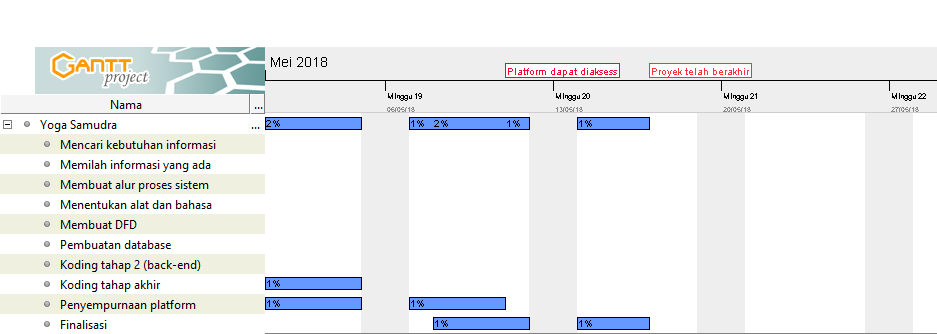 Mei 2018
GANTT
project
Platform dapat diaksess
Proyek telah berakhir
Nama ...
Minggu 19
Minggu 20
Minggu 21
Minggu 22
06/05/18
13/05/18
20/05/18
27/05/18
Yoga Samudra ... 2% 1% 2% 1% 1%
Mencari kebutuhan informasi
Memilah informasi yang ada
Membuat alur proses sistem
Menentukan alat dan bahasa
Membuat DFD
Pembuatan database
Koding tahap 2 (back-end)
Koding tahap akhir 1%
Penyempurnaan platform 1% 1%
Finalisasi 1% 1%